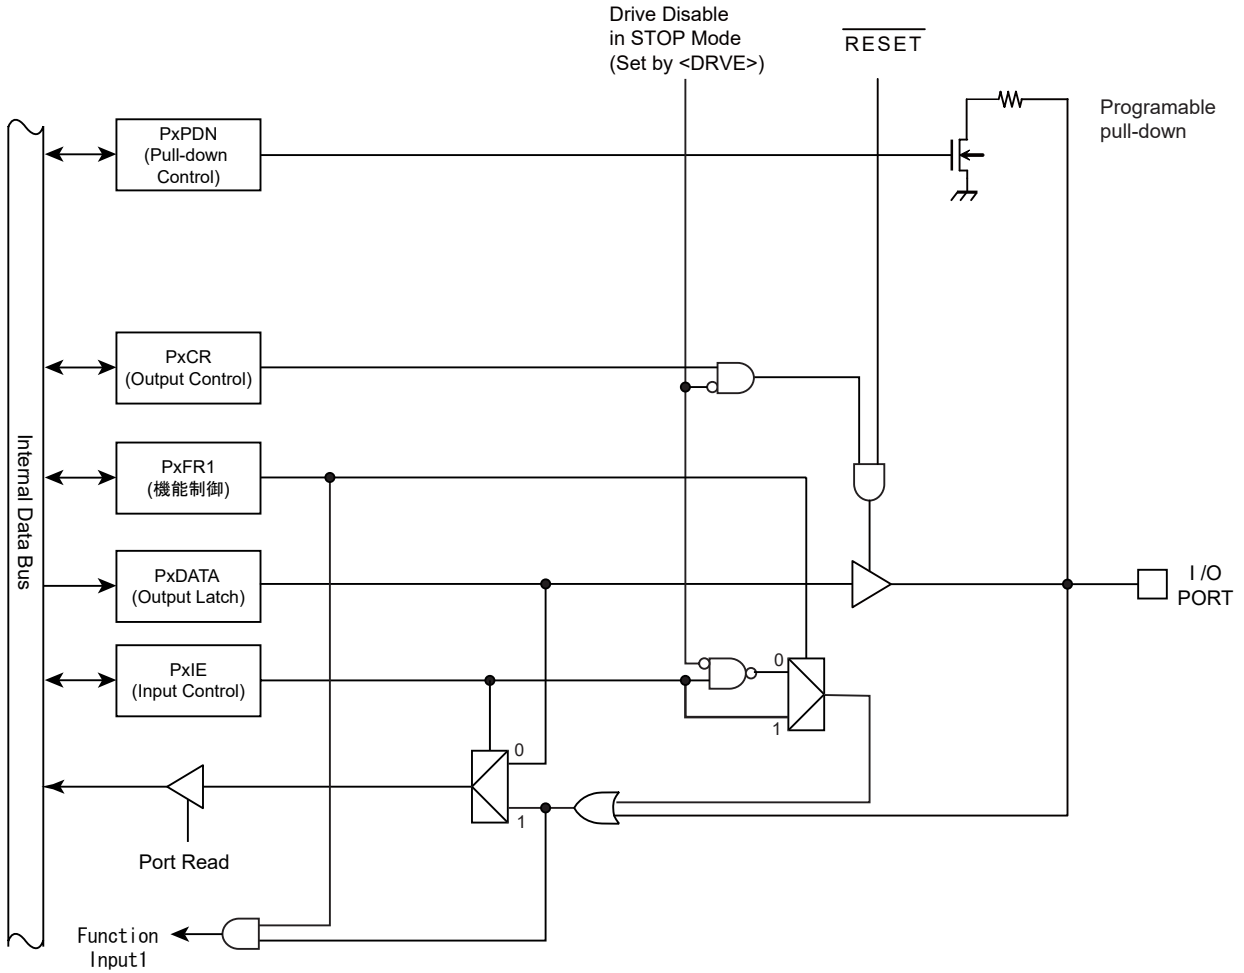 Drive Disable
in STOP Mode
(Set by <DRVE>)
RESET
Programable
pull-down
PxPDN
(Pull-down
Control)
PxCR
(Output Control)
PxFR1
(機能制御)
Internal Data Bus
PxDATA
(Output Latch)
I /O
PORT
PxIE
(Input Control)
0
1
0
1
Port Read
Function
Input1